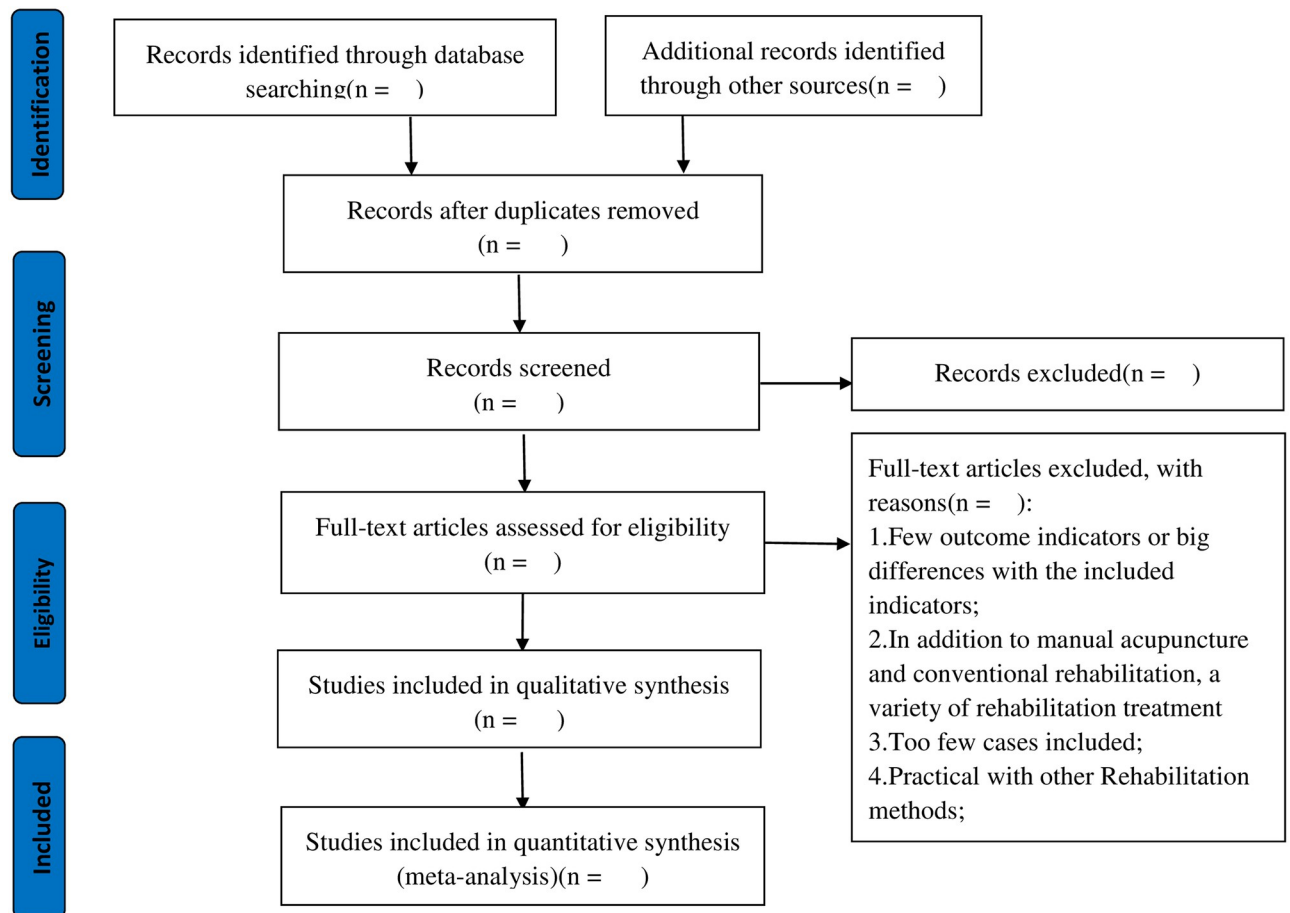 Identification
Records identified through database
searching(n =    )
Additional records identified
through other sources(n =    )
Records after duplicates removed
(n =    )
Screening
Records screened
(n =    )
Records excluded(n =    )
Eligibility
Full-text articles assessed for eligibility
(n =    )
Full-text articles excluded, with
reasons(n =    ):
1.Few outcome indicators or big
differences with the included
indicators;
2.In addition to manual acupuncture
and conventional rehabilitation, a
variety of rehabilitation treatment
3.Too few cases included;
4.Practical with other Rehabilitation
methods;
Studies included in qualitative synthesis
(n =    )
Included
Studies included in quantitative synthesis
(meta-analysis)(n =    )